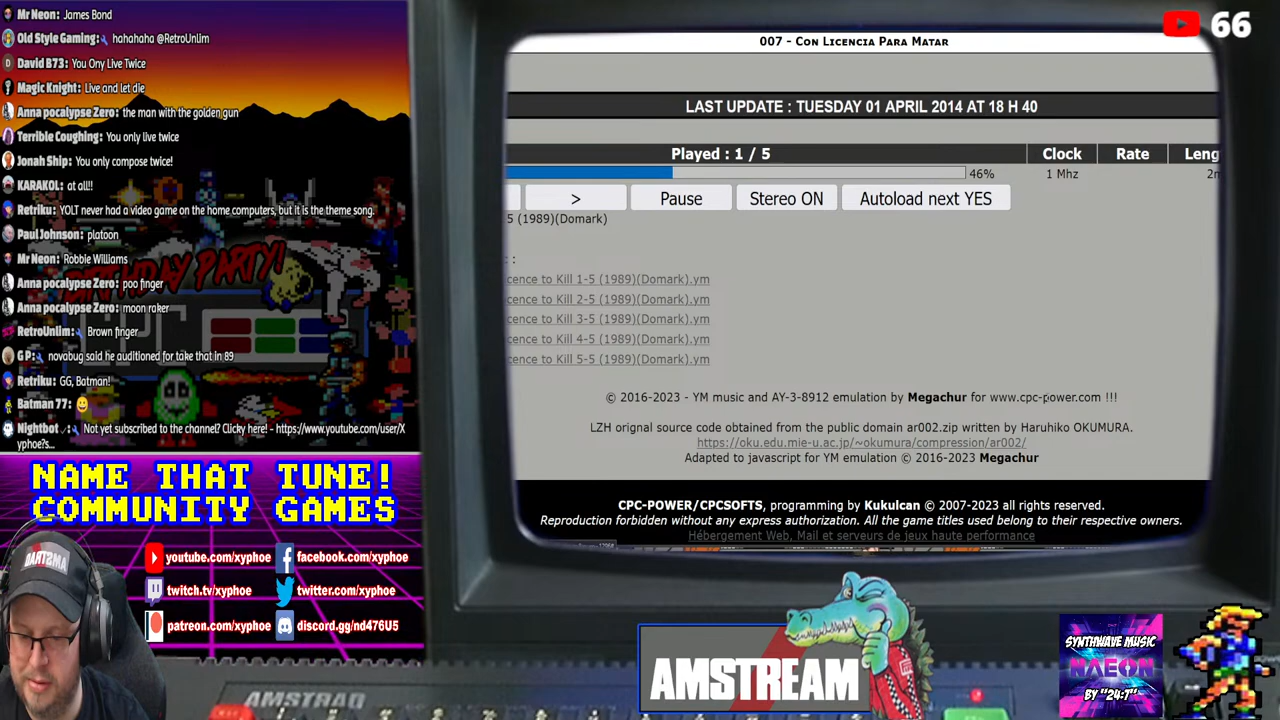 Mr Neon: James Bond
Old Style Gaming: hahahaha @RetroUnlim
David B73: You Ony Live Twice
Magic Knight: Live and let die
Anna pocalypse Zero: the man with the golden gun
Terrible Coughing: You only live twice
Jonah Ship: You only compose twice!
KARAKOL: at all!!
Retriku: YOLT never had a video game on the home computers, but it is the theme song.
Paul Johnson: platoon
Mr Neon: Robbie Williams
Anna pocalypse Zero: poo finger
Anna pocalypse Zero: moon raker
RetroUnlim: Brown finger
G P: novabug said he auditioned for take that in 89
Retriku: GG, Batman!
Batman 77:
Nightbot: Not yet subscribed to the channel? Clicky here! - https://www.youtube.com/user/X
yphoe?s...
BIRTHDAY PARTY!
CPC
NAME THAT TUNE!
COMMUNITY GAMES
youtube.com/xyphoe
facebook.com/xyphoe
twitch.tv/xyphoe
twitter.com/xyphoe
patreon.com/xyphoe
discord.gg/nd476U5
66
007 - Con Licencia Para Matar
LAST UPDATE : TUESDAY 01 APRIL 2014 AT 18 H 40
Played : 1 / 5 Clock Rate Leng
46% 1 Mhz 2m
> Pause Stereo ON Autoload next YES
5 (1989)(Domark)
:
cence to Kill 1-5 (1989)(Domark).ym
cence to Kill 2-5 (1989)(Domark).ym
cence to Kill 3-5 (1989)(Domark).ym
cence to Kill 4-5 (1989)(Domark).ym
cence to Kill 5-5 (1989)(Domark).ym
© 2016-2023 - YM music and AY-3-8912 emulation by Megachur for www.cpc-power.com !!!
LZH orignal source code obtained from the public domain ar002.zip written by Haruhiko OKUMURA.
https://oku.edu.mie-u.ac.jp/~okumura/compression/ar002/
Adapted to javascript for YM emulation © 2016-2023 Megachur
CPC-POWER/CPCSOFTS, programming by Kukulcan © 2007-2023 all rights reserved.
Reproduction forbidden without any express authorization. All the game titles used belong to their respective owners.
Hébergement Web, Mail et serveurs de jeux haute performance
AMSTRAD
AMSTREAM
SYNTHWAVE MUSIC
NAEON
BY "24:7"